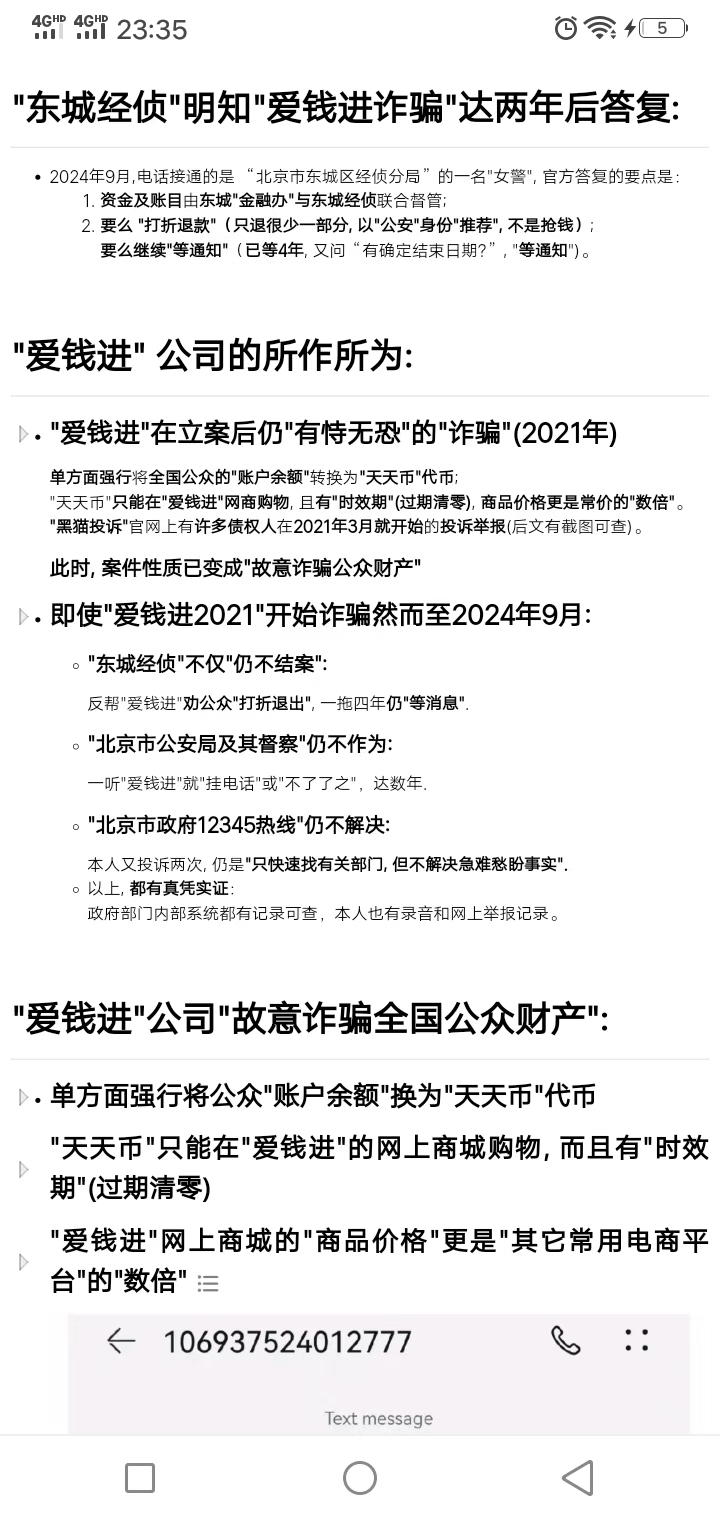 4GHD 4GHD 23:35 5
"东城经侦"明知"爱钱进诈骗"达两年后答复:
• 2024年9月,电话接通的是 “北京市东城区经侦分局” 的一名"女警", 官方答复的要点是:
1. 资金及账目由东城"金融办"与东城经侦联合督管;
2. 要么 "打折退款"（只退很少一部分, 以"公安"身份"推荐", 不是抢钱）;
要么继续"等通知"（已等4年, 又问 “有确定结束日期?” , "等通知")。
"爱钱进" 公司的所作所为:
• "爱钱进"在立案后仍"有恃无恐"的"诈骗"(2021年)
单方面强行将全国公众的"账户余额"转换为"天天币"代币;
"天天币"只能在"爱钱进"网商购物, 且有"时效期"(过期清零), 商品价格更是常价的"数倍"。
"黑猫投诉"官网上有许多债权人在2021年3月就开始的投诉举报(后文有截图可查)。
此时, 案件性质已变成"故意诈骗公众财产"
• 即使"爱钱进2021"开始诈骗然而至2024年9月:
○ "东城经侦"不仅"仍不结案":
反帮"爱钱进"劝公众"打折退出", 一拖四年仍"等消息".
○ "北京市公安局及其督察"仍不作为:
一听"爱钱进"就"挂电话"或"不了了之"，达数年.
○ "北京市政府12345热线"仍不解决:
本人又投诉两次, 仍是"只快速找有关部门, 但不解决急难愁盼事实".
○ 以上, 都有真凭实证:
政府部门内部系统都有记录可查，本人也有录音和网上举报记录。
"爱钱进"公司"故意诈骗全国公众财产":
• 单方面强行将公众"账户余额"换为"天天币"代币
"天天币"只能在"爱钱进"的网上商城购物, 而且有"时效
期"(过期清零)
"爱钱进"网上商城的"商品价格"更是"其它常用电商平
台"的"数倍"
106937524012777
Text message